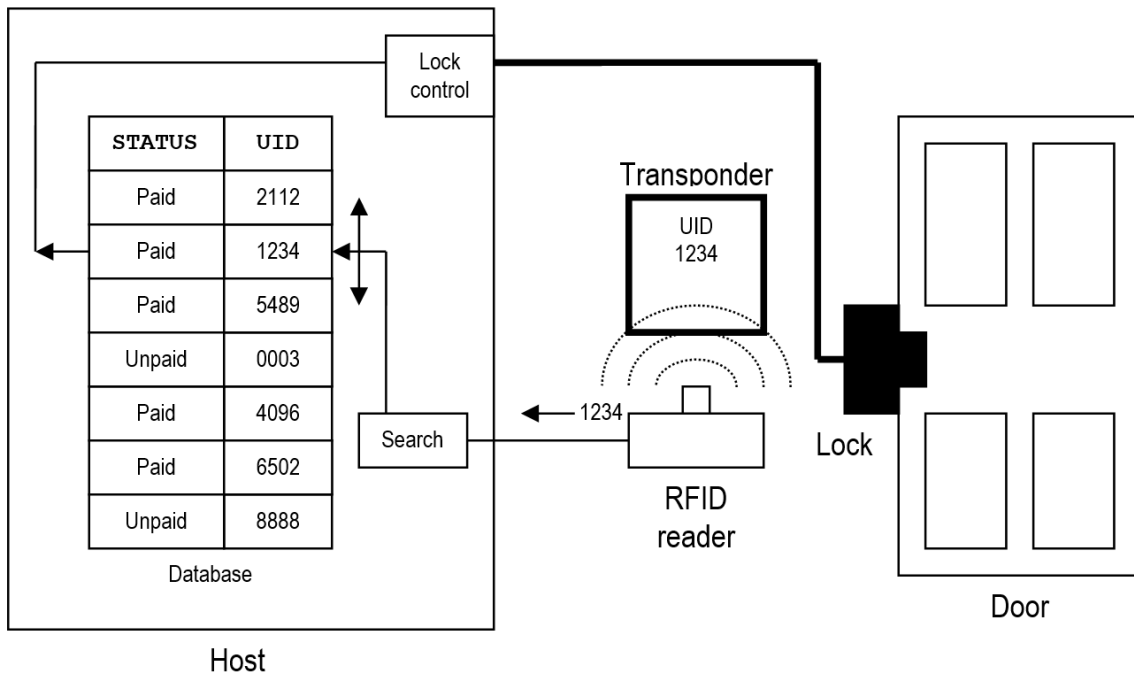 Lock
control
STATUS UID
Paid 2112
Paid 1234
Paid 5489
Unpaid 0003
Paid 4096
Paid 6502
Unpaid 8888
Database
Search
1234
Transponder
UID
1234
RFID
reader
Lock
Door
Host